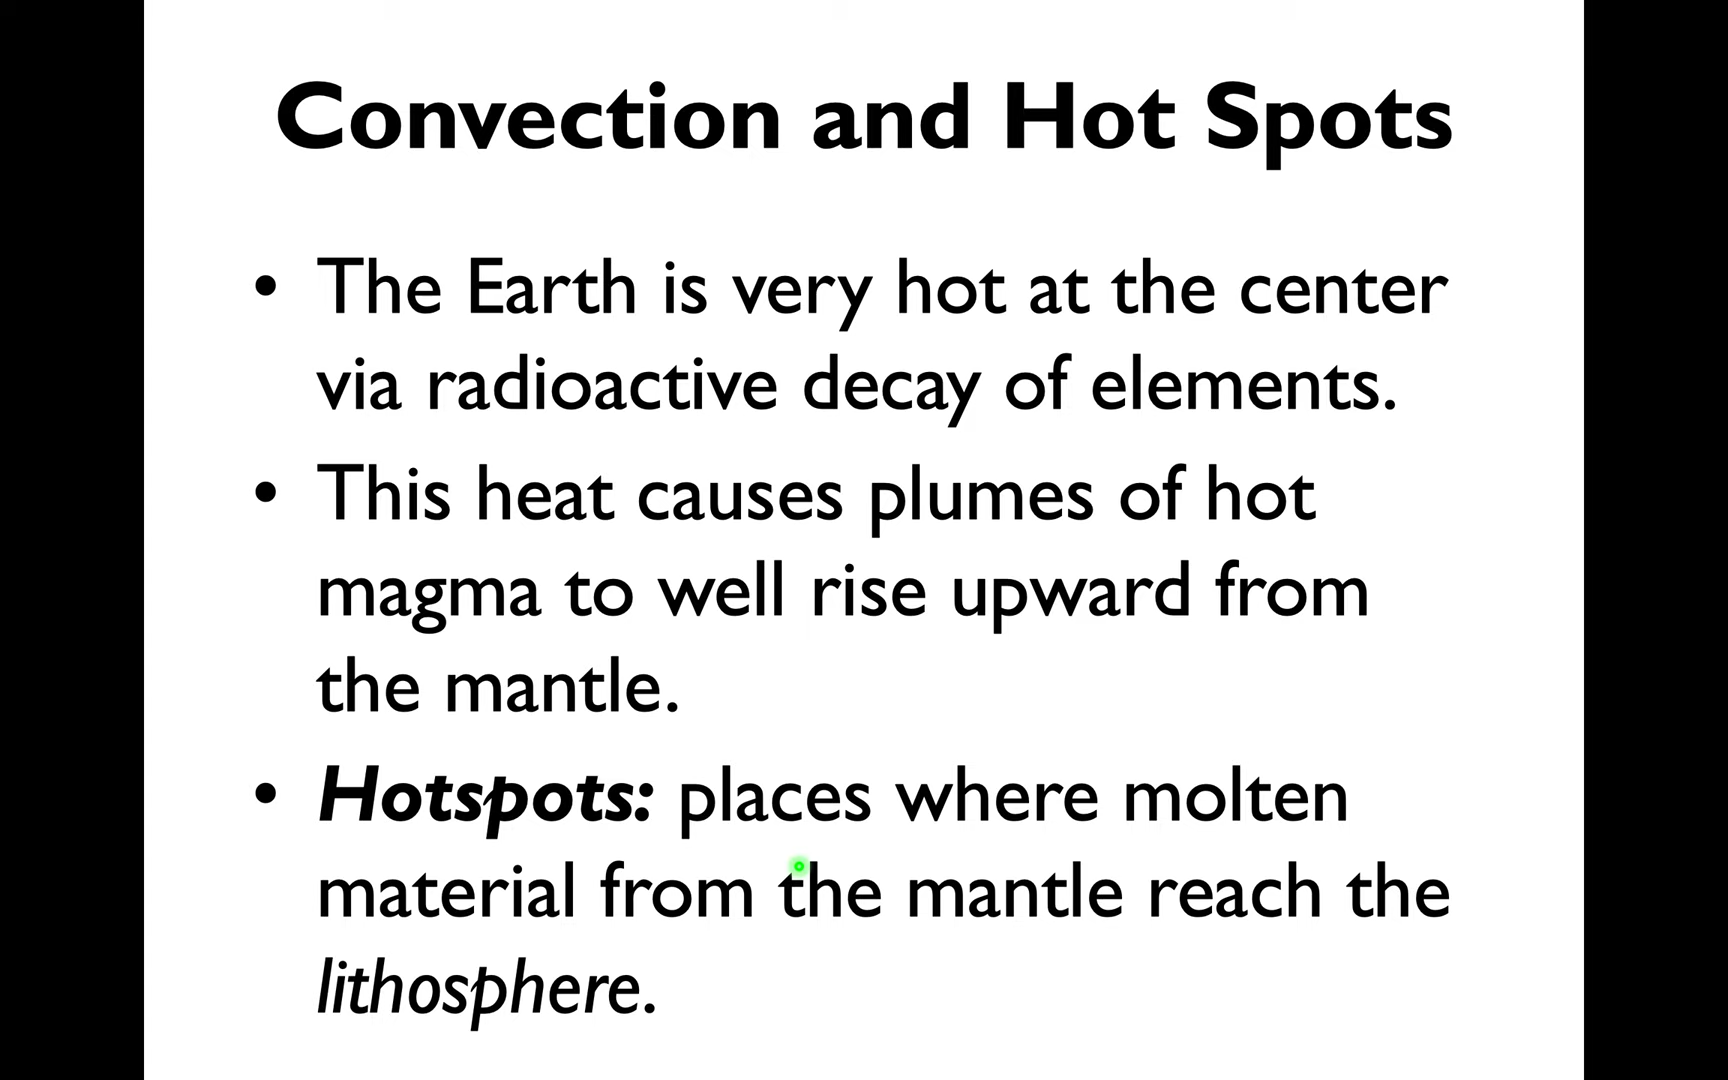 Convection and Hot Spots
• The Earth is very hot at the center
via radioactive decay of elements.
• This heat causes plumes of hot
magma to well rise upward from
the mantle.
• Hotspots: places where molten
material from the mantle reach the
lithosphere.